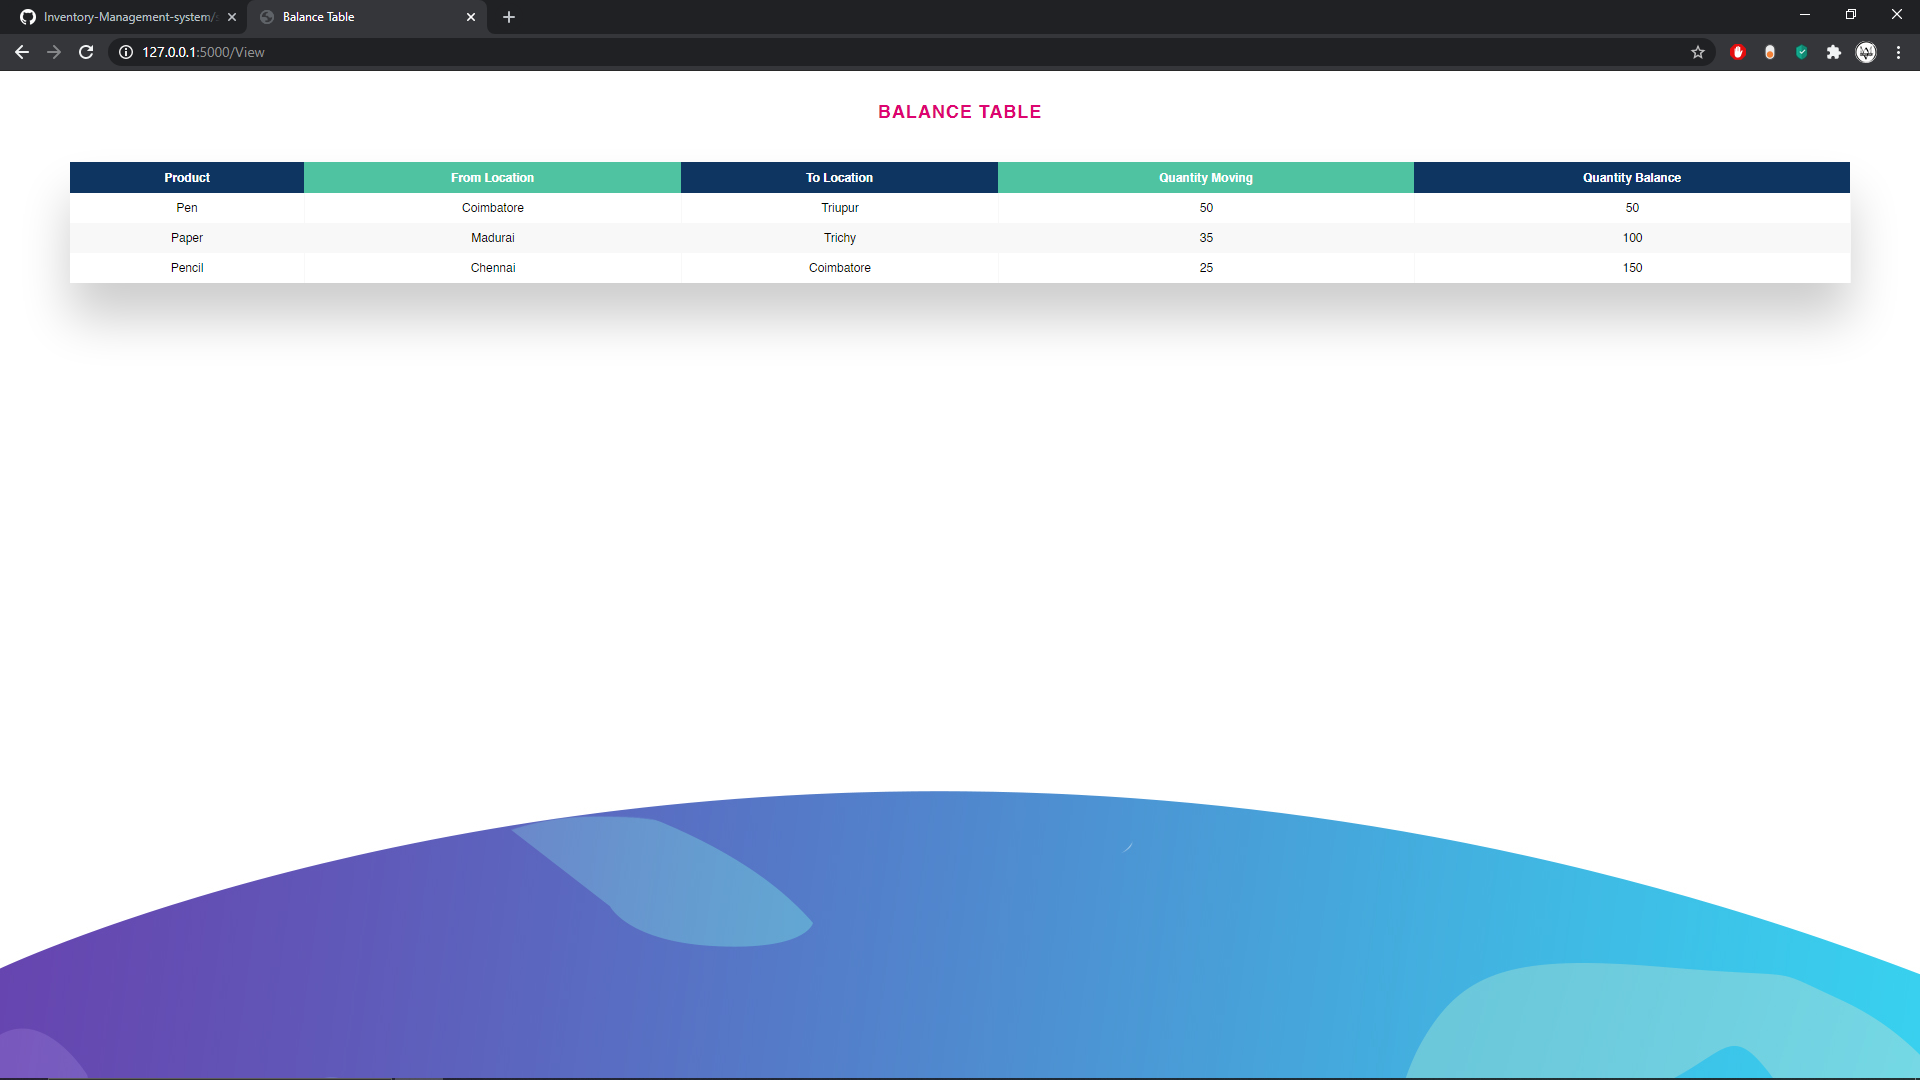 Inventory-Management-system/
Balance Table
127.0.0.1:5000/View
BALANCE TABLE
Product From Location To Location Quantity Moving Quantity Balance
Pen Coimbatore Triupur 50 50
Paper Madurai Trichy 35 100
Pencil Chennai Coimbatore 25 150